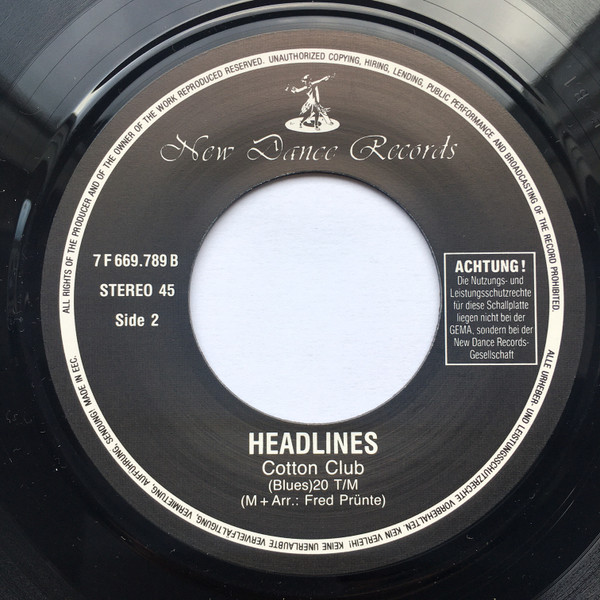 ALL RIGHTS OF THE PRODUCER AND OF THE OWNER OF THE WORK REPRODUCED RESERVED. UNAUTHORIZED COPYING, HIRING, LENDING, PUBLIC PERFORMANCE AND BROADCASTING OF THE RECORD PROHIBITED.
New Dance Records
7 F 669.789 B
STEREO 45
Side 2
ACHTUNG!
Die Nutzungs- und
Leistungsschutzrechte
für diese Schallplatte
liegen nicht bei der
GEMA, sondern bei der
New Dance Records-
Gesellschaft
HEADLINES
Cotton Club
(Blues)20 T/M
(M + Arr.: Fred Prünte)
ALLE URHEBER- UND LEISTUNGSSCHUTZRECHTE VORBEHALTEN. KEIN VERLEIH! KEINE UNERLAUBTE VERVIELFÄLTIGUNG, VERMIETUNG, AUFFÜHRUNG, SENDUNG! MADE IN EEC.